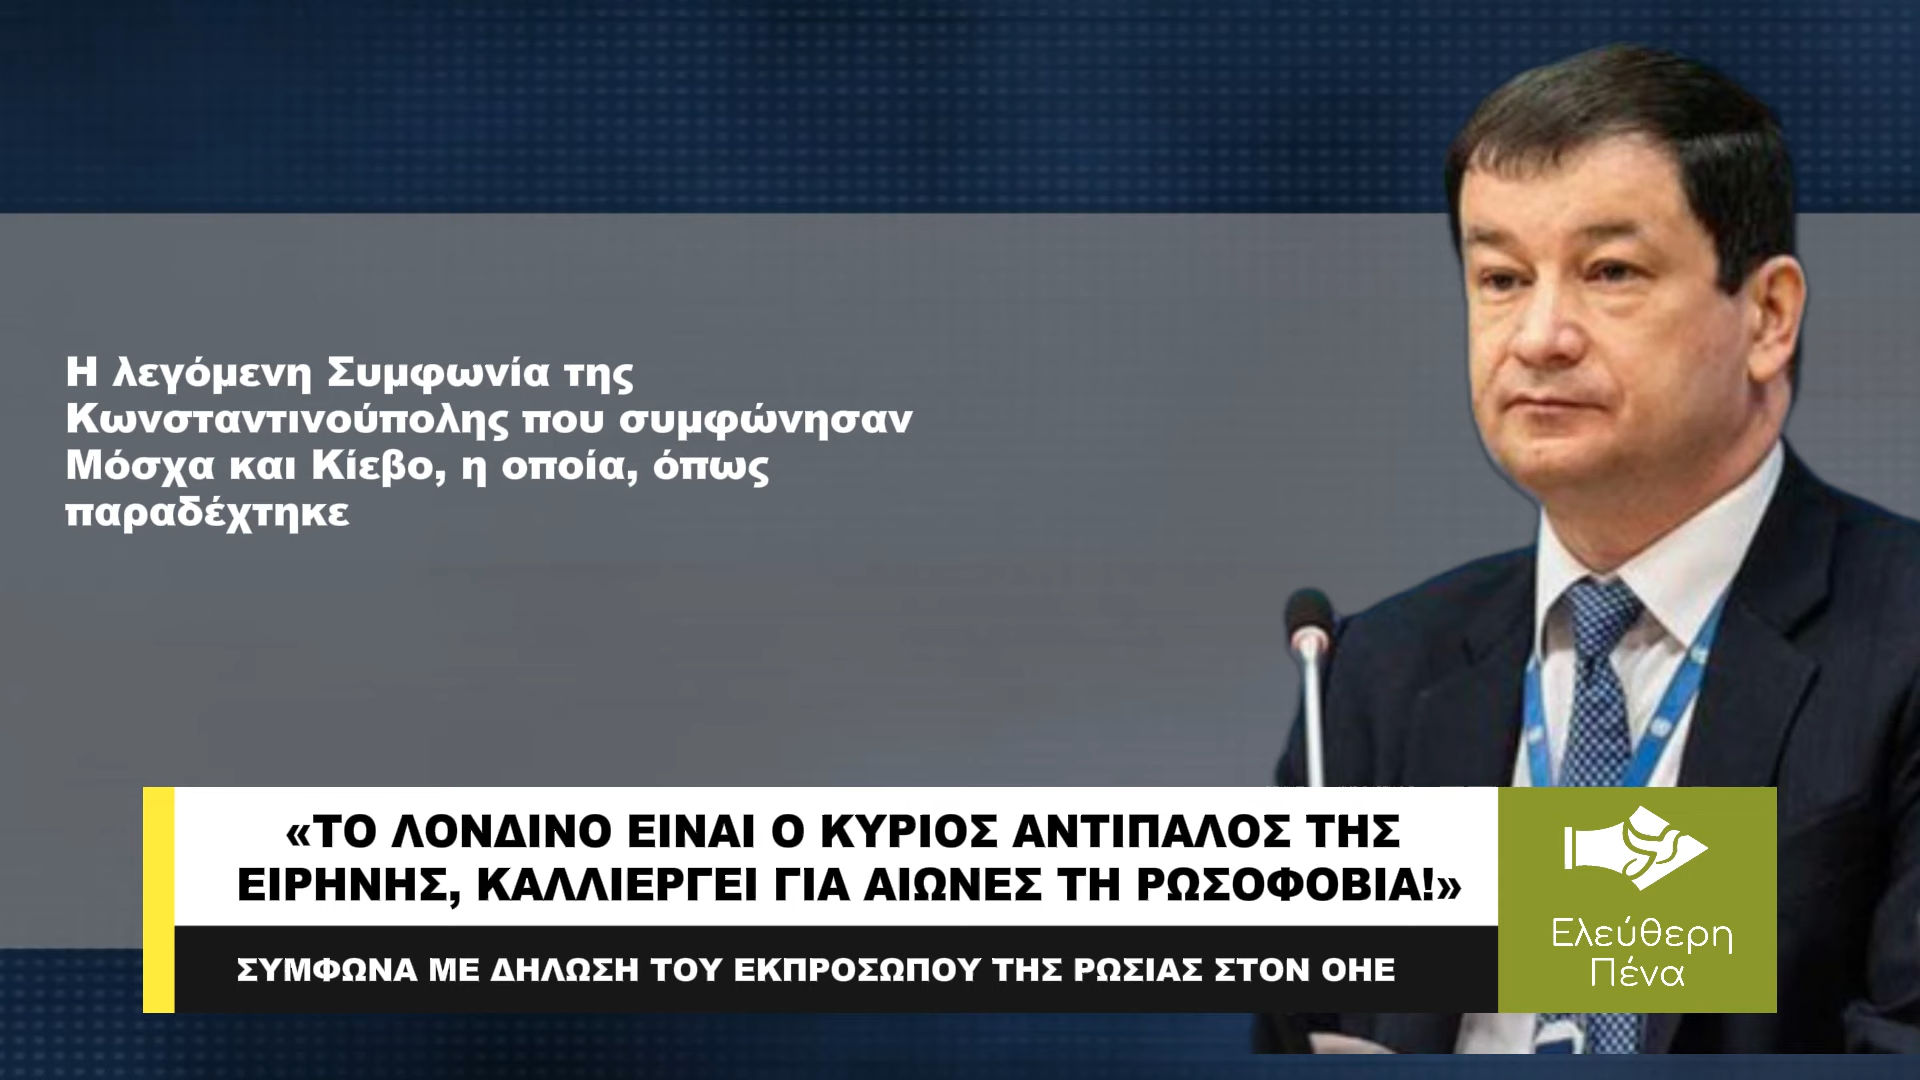 Η λεγόμενη Συμφωνία της
Κωνσταντινούπολης που συμφώνησαν
Μόσχα και Κίεβο, η οποία, όπως
παραδέχτηκε
«ΤΟ ΛΟΝΔΙΝΟ ΕΙΝΑΙ Ο ΚΥΡΙΟΣ ΑΝΤΙΠΑΛΟΣ ΤΗΣ
ΕΙΡΗΝΗΣ, ΚΑΛΛΙΕΡΓΕΙ ΓΙΑ ΑΙΩΝΕΣ ΤΗ ΡΩΣΟΦΟΒΙΑ!»
ΣΥΜΦΩΝΑ ΜΕ ΔΗΛΩΣΗ ΤΟΥ ΕΚΠΡΟΣΩΠΟΥ ΤΗΣ ΡΩΣΙΑΣ ΣΤΟΝ ΟΗΕ
Ελεύθερη
Πένα